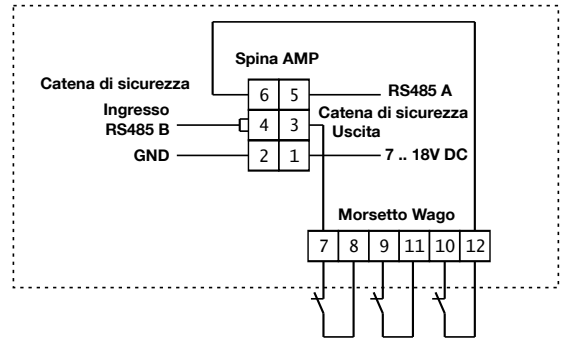 Spina AMP
Catena di sicurezza
Ingresso
6 5
RS485 A
Catena di sicurezza
Uscita
RS485 B
4 3
GND
2 1
7 .. 18V DC
Morsetto Wago
7 8 9 11 10 12